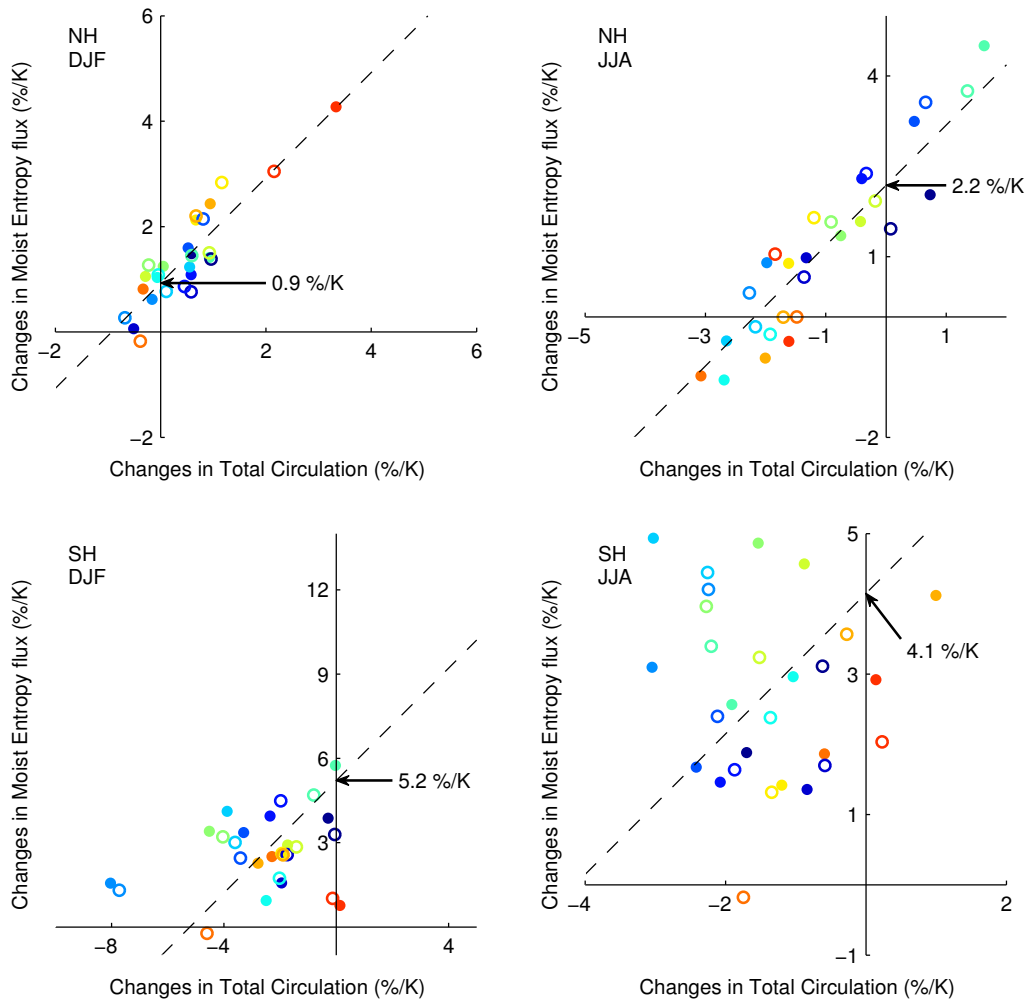 NH
DJF
6
4
2
−2
−2
2
4
6
0.9 %/K
Changes in Moist Entropy flux (%/K)
Changes in Total Circulation (%/K)
NH
JJA
4
1
−2
−5
−3
−1
1
2.2 %/K
Changes in Moist Entropy flux (%/K)
Changes in Total Circulation (%/K)
SH
DJF
12
9
6
3
−8
−4
4
5.2 %/K
Changes in Moist Entropy flux (%/K)
Changes in Total Circulation (%/K)
SH
JJA
5
3
1
−1
−4
−2
2
4.1 %/K
Changes in Moist Entropy flux (%/K)
Changes in Total Circulation (%/K)